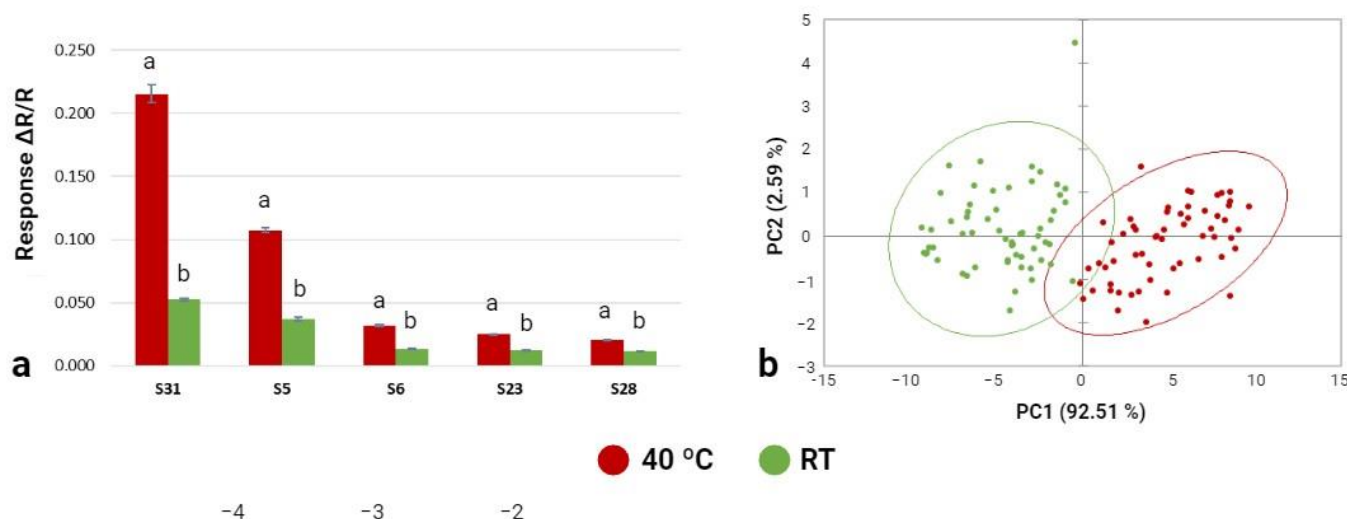 Response ΔR/R
0.250
0.200
0.150
0.100
0.050
0.000
a
b
a
b
a
b
a
b
a
b
S31 S5 S6 S23 S28
a
PC2 (2.59 %)
5
4
3
2
1
0
−1
−2
−3
−15 −10 −5 0 5 10 15
PC1 (92.51 %)
b
40 ºC RT
−4 −3 −2